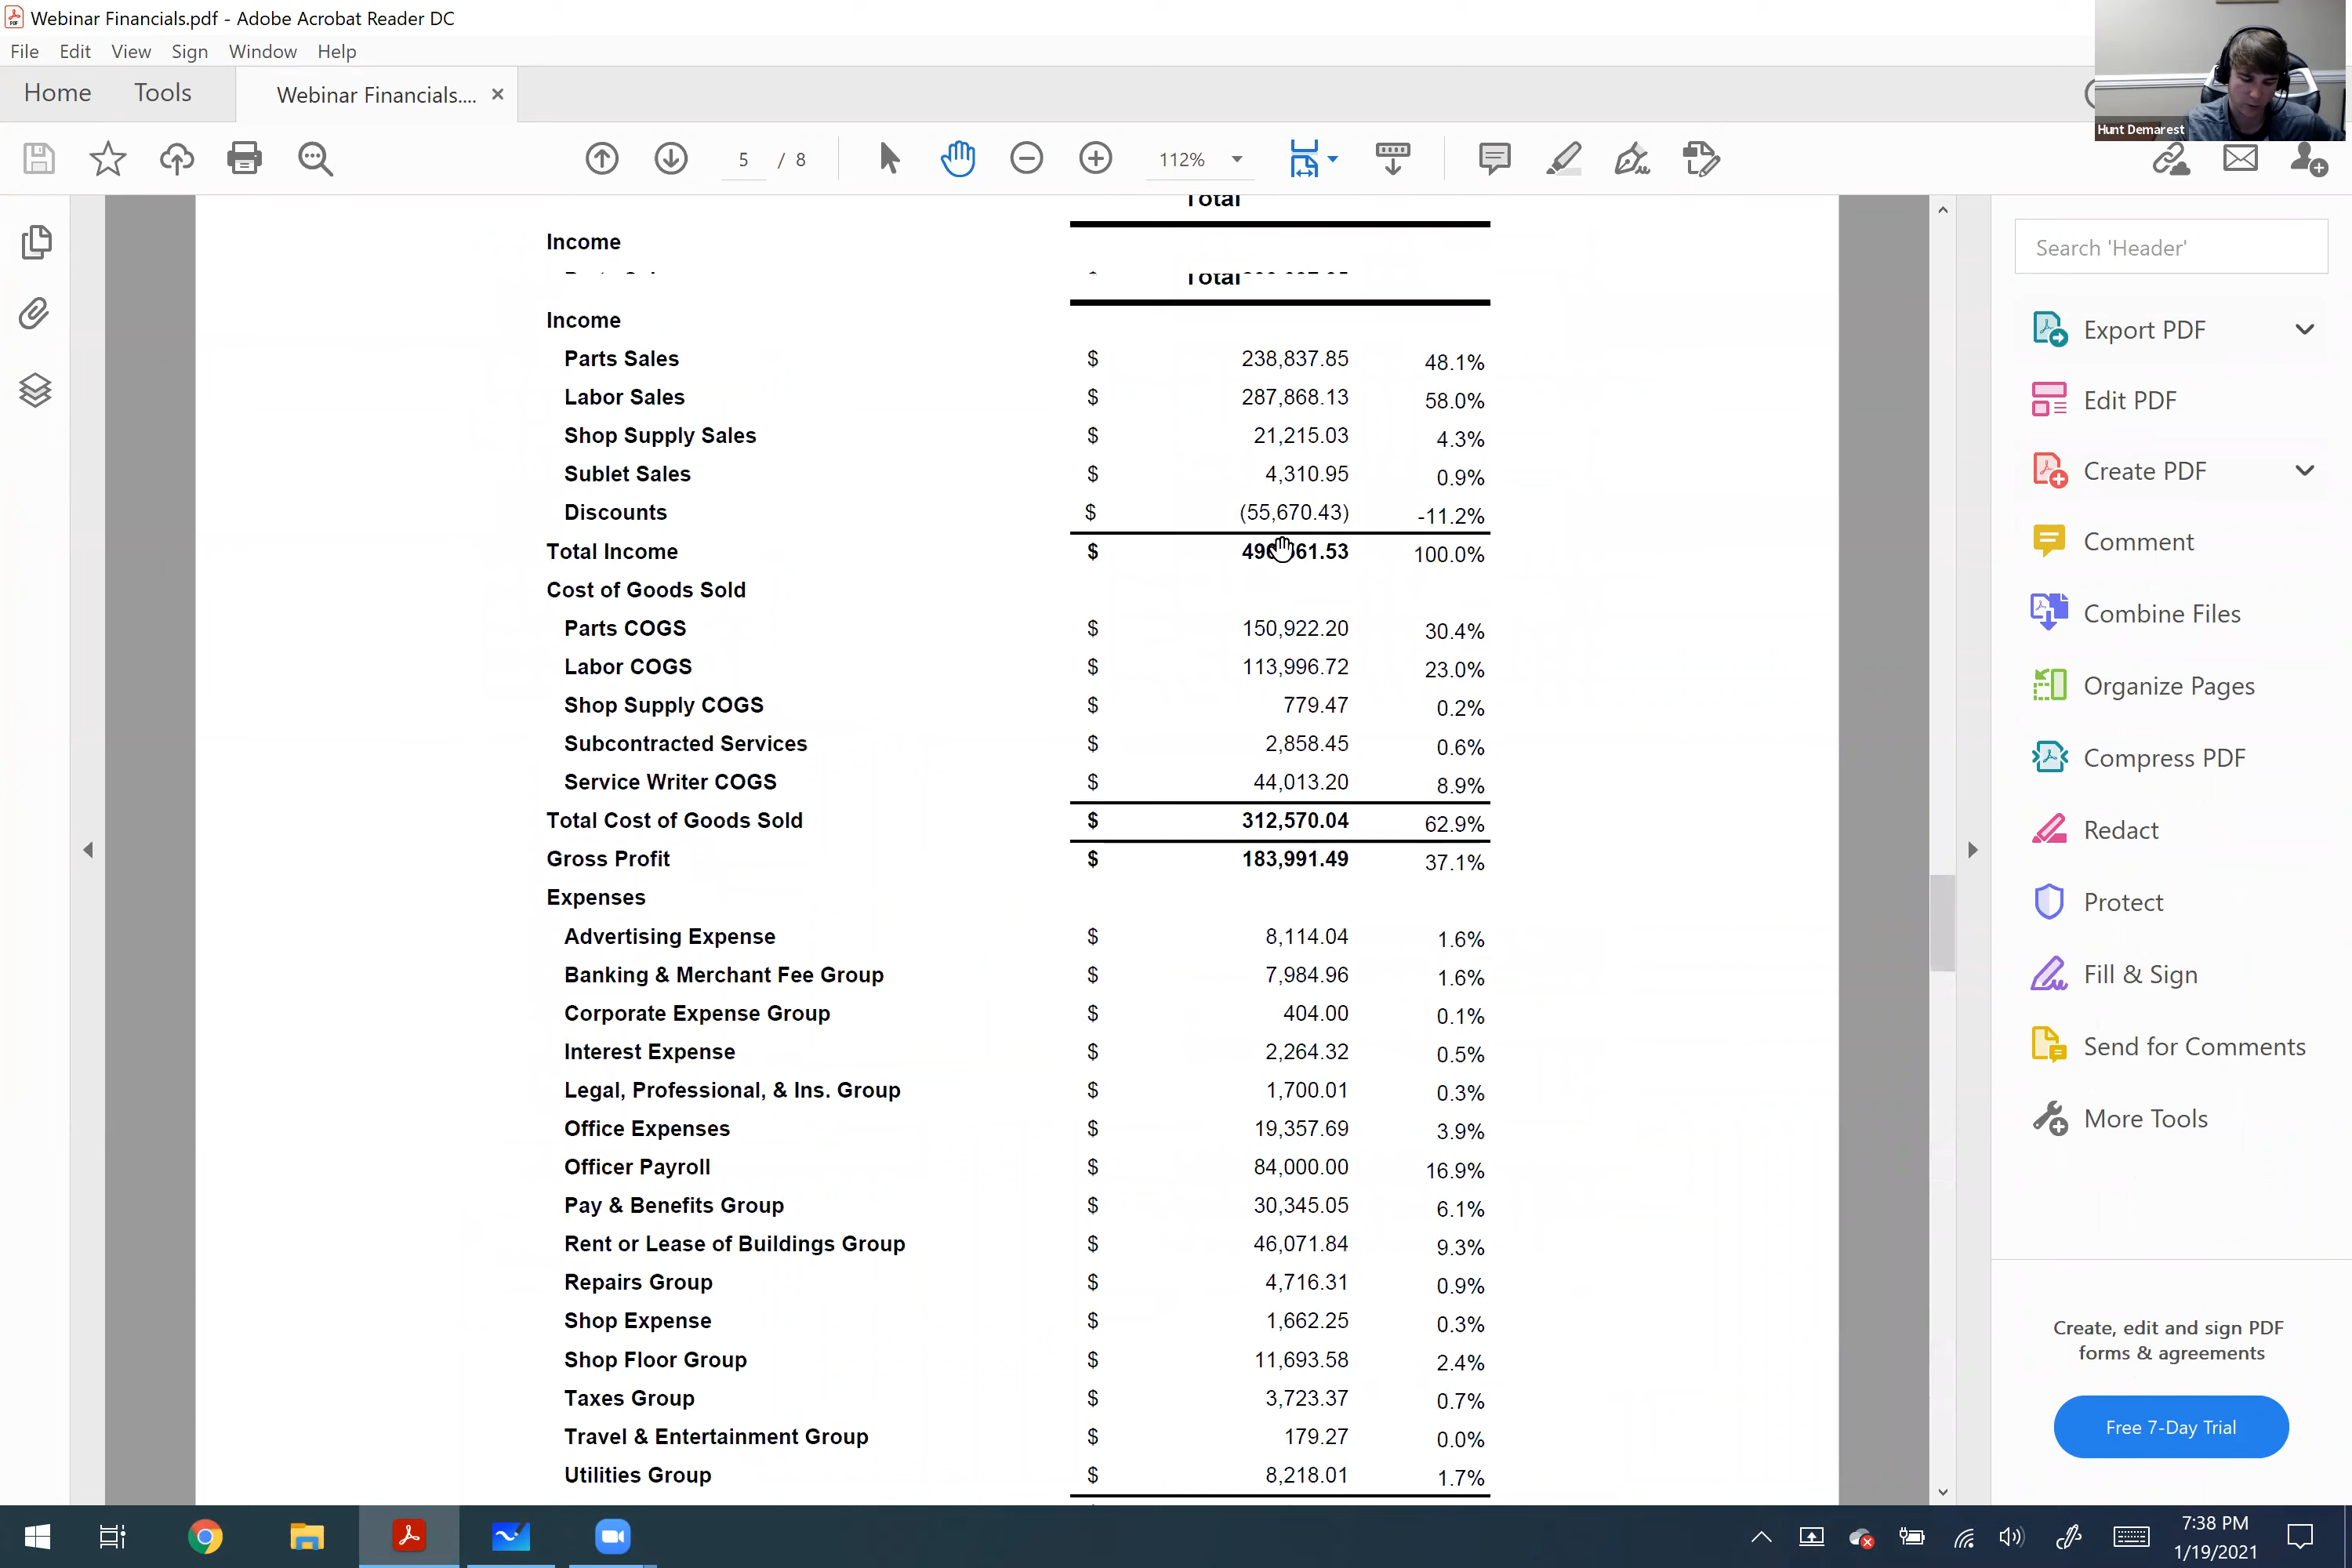 Webinar Financials.pdf - Adobe Acrobat Reader DC
File Edit View Sign Window Help
Home Tools Webinar Financials.... ×
5 / 8 112%
Hunt Demarest
Total
Income
Total
Income
Parts Sales $ 238,837.85 48.1%
Labor Sales $ 287,868.13 58.0%
Shop Supply Sales $ 21,215.03 4.3%
Sublet Sales $ 4,310.95 0.9%
Discounts $ (55,670.43) -11.2%
Total Income $ 100.0%
Cost of Goods Sold
Parts COGS $ 150,922.20 30.4%
Labor COGS $ 113,996.72 23.0%
Shop Supply COGS $ 779.47 0.2%
Subcontracted Services $ 2,858.45 0.6%
Service Writer COGS $ 44,013.20 8.9%
Total Cost of Goods Sold $ 312,570.04 62.9%
Gross Profit $ 183,991.49 37.1%
Expenses
Advertising Expense $ 8,114.04 1.6%
Banking & Merchant Fee Group $ 7,984.96 1.6%
Corporate Expense Group $ 404.00 0.1%
Interest Expense $ 2,264.32 0.5%
Legal, Professional, & Ins. Group $ 1,700.01 0.3%
Office Expenses $ 19,357.69 3.9%
Officer Payroll $ 84,000.00 16.9%
Pay & Benefits Group $ 30,345.05 6.1%
Rent or Lease of Buildings Group $ 46,071.84 9.3%
Repairs Group $ 4,716.31 0.9%
Shop Expense $ 1,662.25 0.3%
Shop Floor Group $ 11,693.58 2.4%
Taxes Group $ 3,723.37 0.7%
Travel & Entertainment Group $ 179.27 0.0%
Utilities Group $ 8,218.01 1.7%
Search 'Header'
Export PDF
Edit PDF
Create PDF
Comment
Combine Files
Organize Pages
Compress PDF
Redact
Protect
Fill & Sign
Send for Comments
More Tools
Create, edit and sign PDF
forms & agreements
Free 7-Day Trial
7:38 PM
1/19/2021